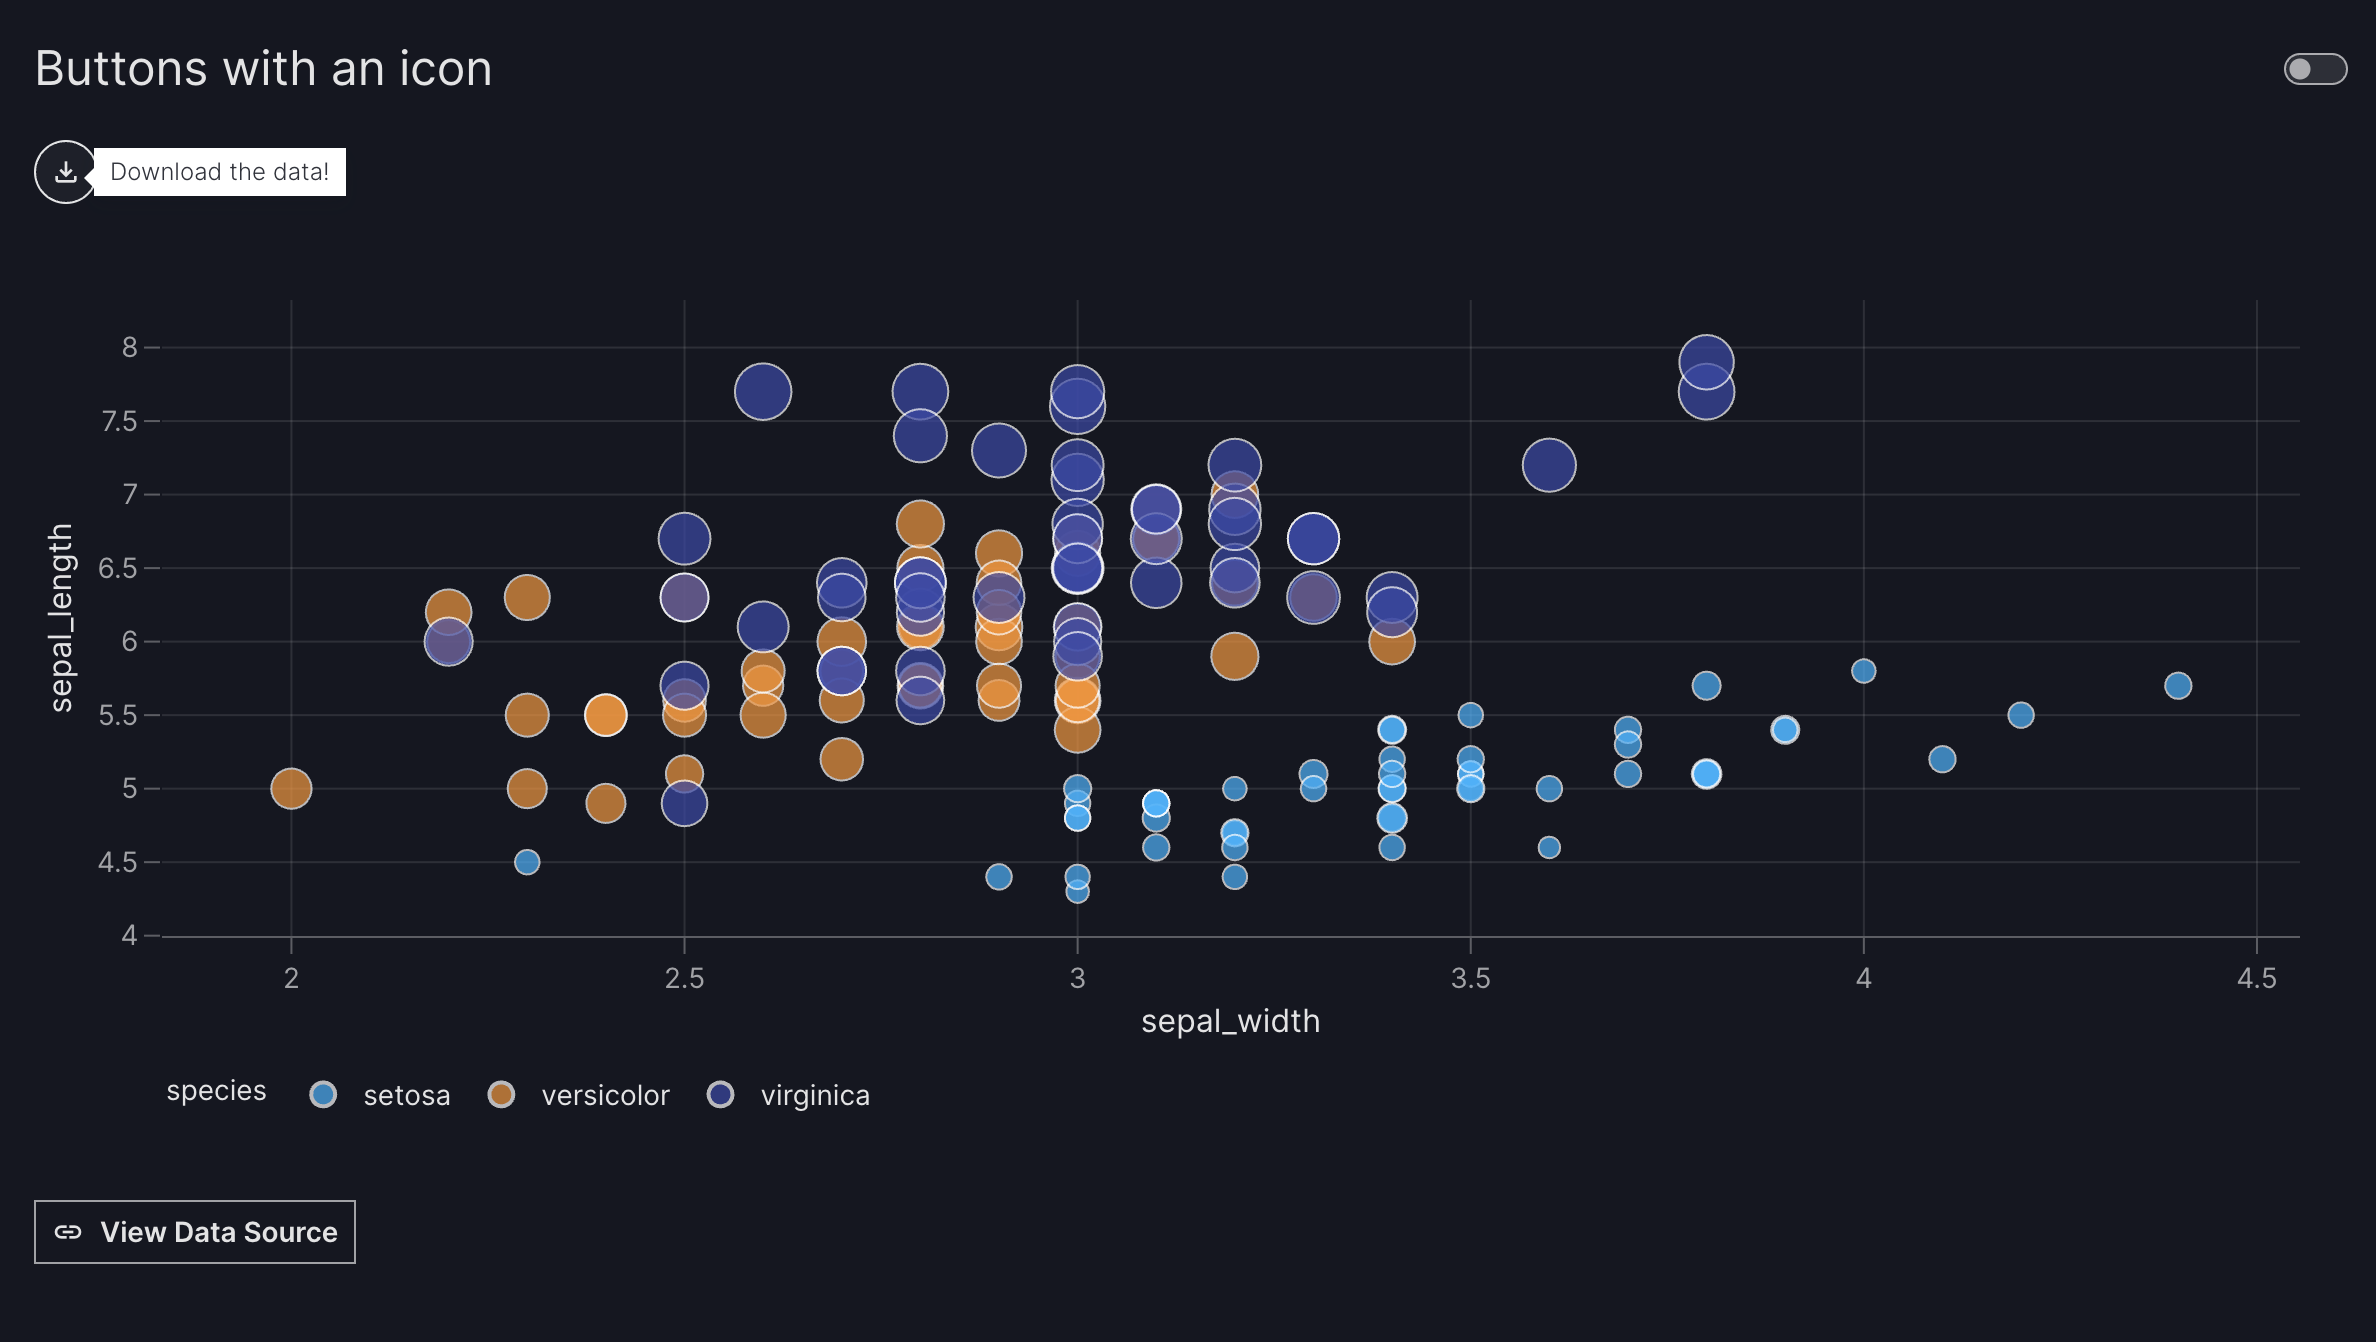 Buttons with an icon
Download the data!
8
7.5
7
6.5
6
5.5
5
4.5
4
sepal_length
2 2.5 3 3.5 4 4.5
sepal_width
species setosa versicolor virginica
View Data Source